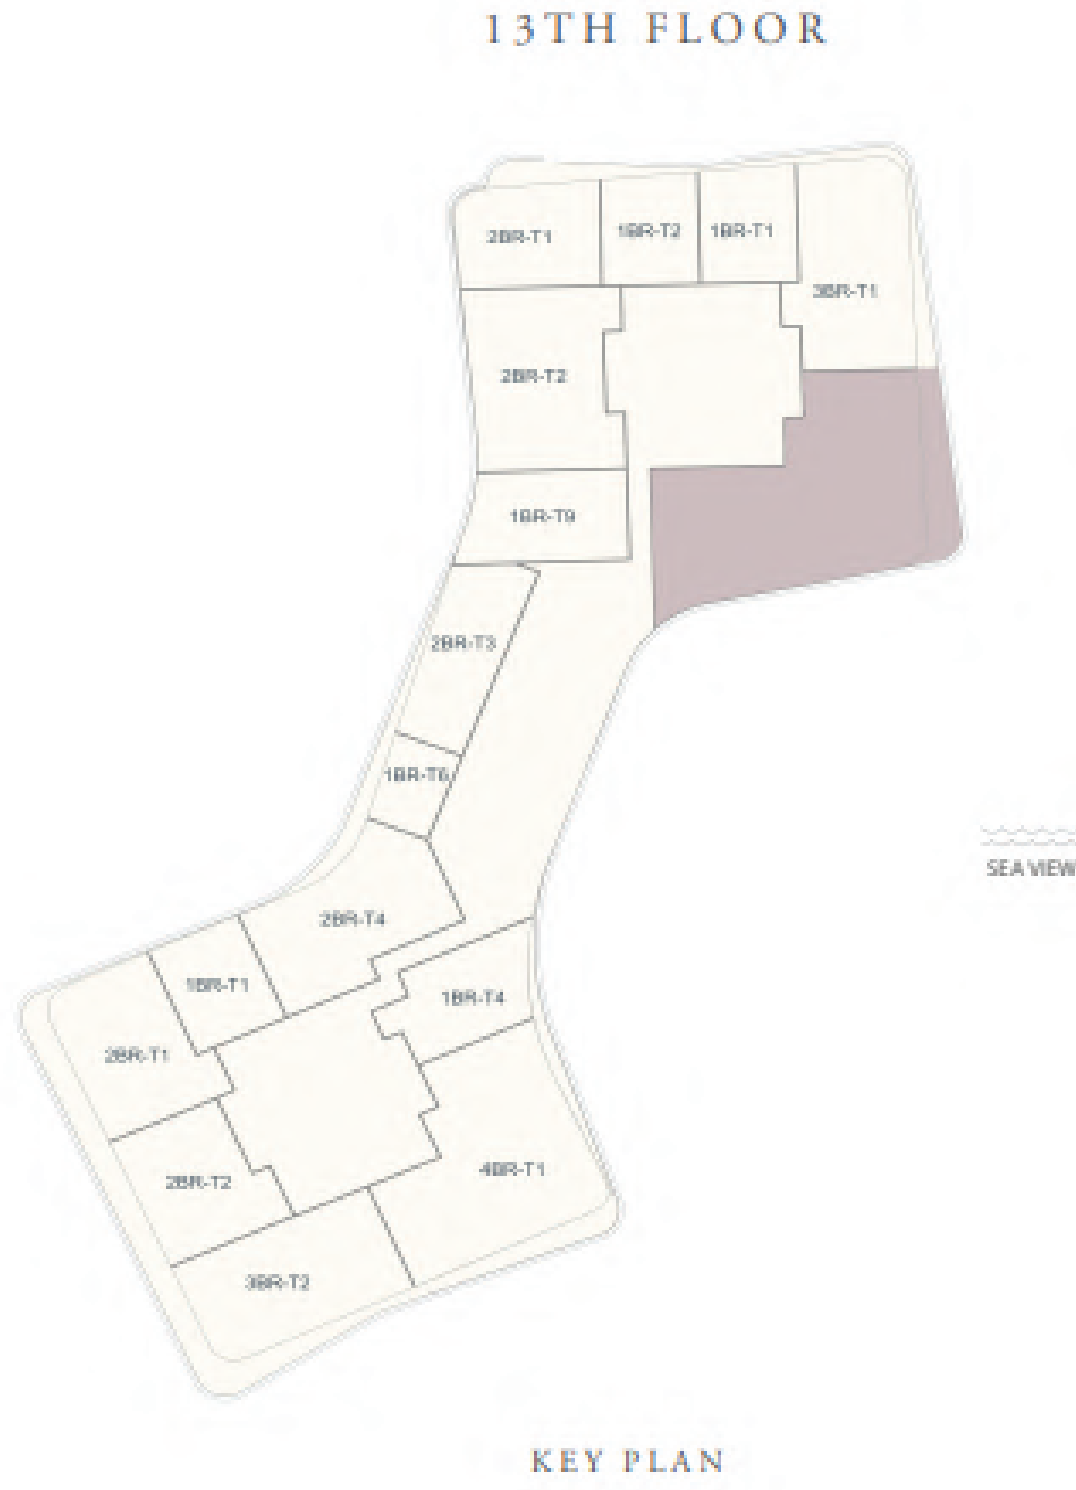 13TH FLOOR
2BR-T1
1BR-T2
1BR-T1
3BR-T1
2BR-T2
1BR-T9
2BR-T3
1BR-T6
SEA VIEW
2BR-T4
1BR-T1
1BR-T4
2BR-T1
2BR-T2
4BR-T1
3BR-T2
KEY PLAN